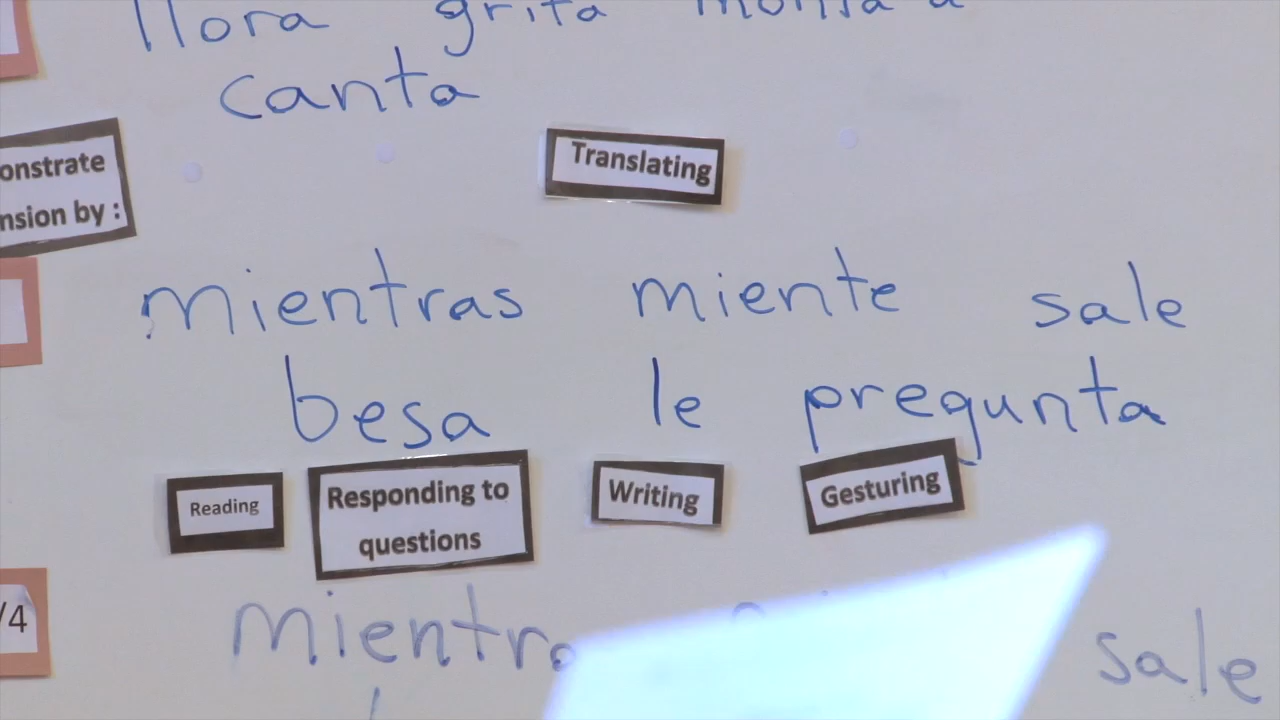 llora grita
canta
onstrate
nsion by :
Translating
mientras miente sale
besa le pregunta
Reading
Responding to
questions
Writing
Gesturing
/4
sale